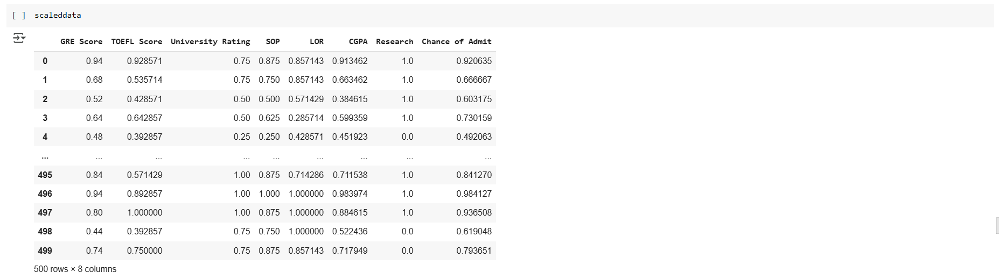 [ ] scaleddata
GRE Score TOEFL Score University Rating SOP LOR CGPA Research Chance of Admit
0 0.94 0.928571 0.75 0.875 0.857143 0.913462 1.0 0.920635
1 0.68 0.535714 0.75 0.750 0.857143 0.663462 1.0 0.666667
2 0.52 0.428571 0.50 0.500 0.571429 0.384615 1.0 0.603175
3 0.64 0.642857 0.50 0.625 0.285714 0.599359 1.0 0.730159
4 0.48 0.392857 0.25 0.250 0.428571 0.451923 0.0 0.492063
... ... ... ... ... ... ... ... ...
495 0.84 0.571429 1.00 0.875 0.714286 0.711538 1.0 0.841270
496 0.94 0.892857 1.00 1.000 1.000000 0.983974 1.0 0.984127
497 0.80 1.000000 1.00 0.875 1.000000 0.884615 1.0 0.936508
498 0.44 0.392857 0.75 0.750 1.000000 0.522436 0.0 0.619048
499 0.74 0.750000 0.75 0.875 0.857143 0.717949 0.0 0.793651
500 rows × 8 columns